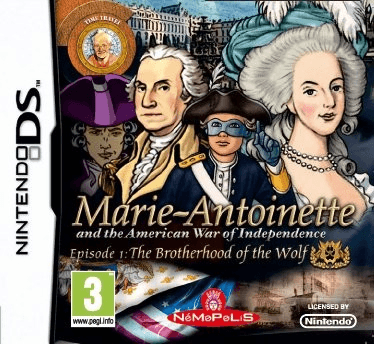 TIME TRAVEL
NINTENDO DS™
Marie-Antoinette
and the American War of Independence
Episode 1: The Brotherhood of the Wolf
3
www.pegi.info
NéMoPoLiS
LICENSED BY
Nintendo®